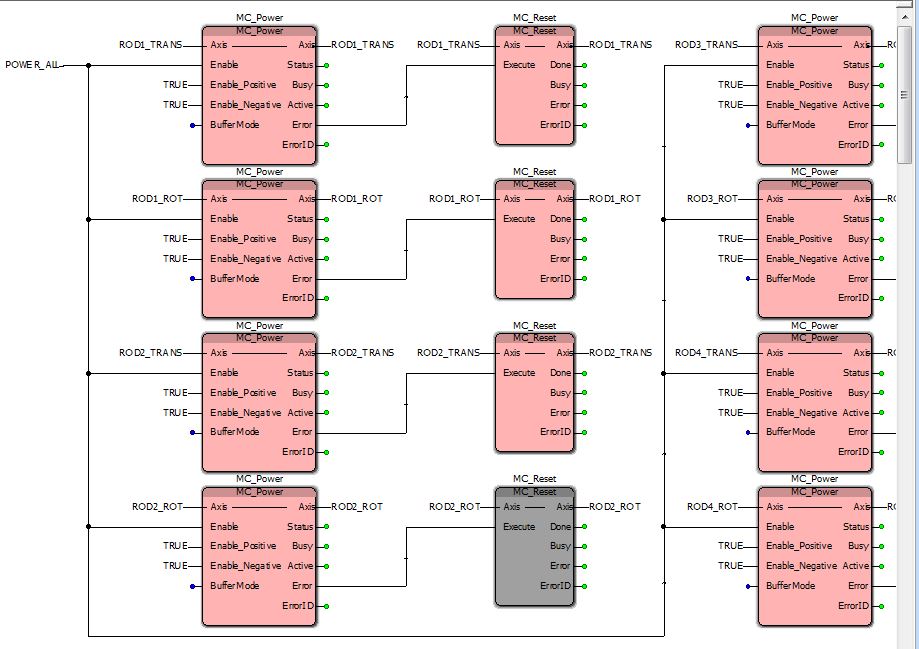 MC_Power MC_Reset MC_Power
MC_Power MC_Reset MC_Power
ROD1_TRANS Axis Axis ROD1_TRANS ROD1_TRANS Axis Axis ROD1_TRANS ROD3_TRANS Axis Axis
POWER_ALL Enable Status Execute Done Enable Status
TRUE Enable_Positive Busy Busy TRUE Enable_Positive Busy
TRUE Enable_Negative Active Error TRUE Enable_Negative Active
BufferMode Error ErrorID BufferMode Error
ErrorID ErrorID
MC_Power MC_Reset MC_Power
MC_Power MC_Reset MC_Power
ROD1_ROT Axis Axis ROD1_ROT ROD1_ROT Axis Axis ROD1_ROT ROD3_ROT Axis Axis
Enable Status Execute Done Enable Status
TRUE Enable_Positive Busy Busy TRUE Enable_Positive Busy
TRUE Enable_Negative Active Error TRUE Enable_Negative Active
BufferMode Error ErrorID BufferMode Error
ErrorID ErrorID
MC_Power MC_Reset MC_Power
MC_Power MC_Reset MC_Power
ROD2_TRANS Axis Axis ROD2_TRANS ROD2_TRANS Axis Axis ROD2_TRANS ROD4_TRANS Axis Axis
Enable Status Execute Done Enable Status
TRUE Enable_Positive Busy Busy TRUE Enable_Positive Busy
TRUE Enable_Negative Active Error TRUE Enable_Negative Active
BufferMode Error ErrorID BufferMode Error
ErrorID ErrorID
MC_Power MC_Reset MC_Power
MC_Power MC_Reset MC_Power
ROD2_ROT Axis Axis ROD2_ROT ROD2_ROT Axis Axis ROD2_ROT ROD4_ROT Axis Axis
Enable Status Execute Done Enable Status
TRUE Enable_Positive Busy Busy TRUE Enable_Positive Busy
TRUE Enable_Negative Active Error TRUE Enable_Negative Active
BufferMode Error ErrorID BufferMode Error
ErrorID ErrorID